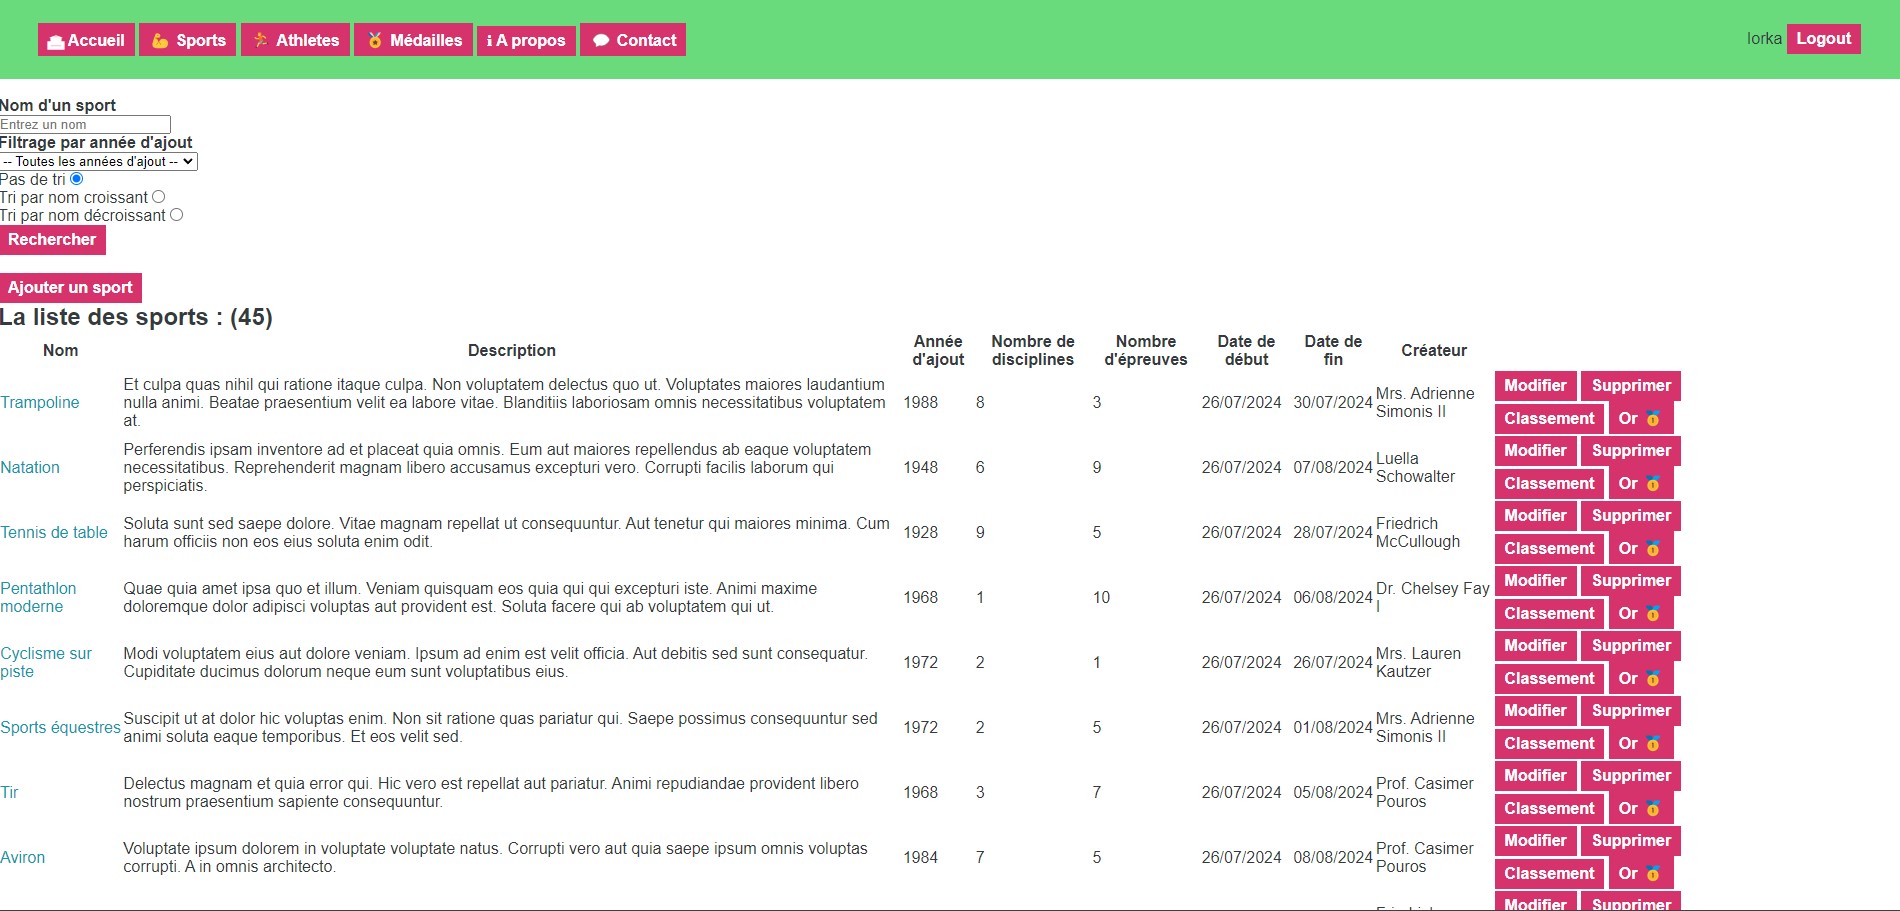 Accueil Sports Athletes Médailles i A propos Contact Iorka Logout
Nom d'un sport
Entrez un nom
Filtrage par année d'ajout
-- Toutes les années d'ajout --
Pas de tri
Tri par nom croissant
Tri par nom décroissant
Rechercher
Ajouter un sport
La liste des sports : (45)
Nom Description Année d'ajout Nombre de disciplines Nombre d'épreuves Date de début Date de fin Créateur
Trampoline
Et culpa quas nihil qui ratione itaque culpa. Non voluptatem delectus quo ut. Voluptates maiores laudantium
nulla animi. Beatae praesentium velit ea labore vitae. Blanditiis laboriosam omnis necessitatibus voluptatem
at.
1988 8 3 26/07/2024 30/07/2024
Mrs. Adrienne
Simonis II
Modifier Supprimer
Classement Or
Natation
Perferendis ipsam inventore ad et placeat quia omnis. Eum aut maiores repellendus ab eaque voluptatem
necessitatibus. Reprehenderit magnam libero accusamus excepturi vero. Corrupti facilis laborum qui
perspiciatis.
1948 6 9 26/07/2024 07/08/2024
Luella
Schowalter
Modifier Supprimer
Classement Or
Tennis de table
Soluta sunt sed saepe dolore. Vitae magnam repellat ut consequuntur. Aut tenetur qui maiores minima. Cum
harum officiis non eos eius soluta enim odit.
1928 9 5 26/07/2024 28/07/2024
Friedrich
McCullough
Modifier Supprimer
Classement Or
Pentathlon
moderne
Quae quia amet ipsa quo et illum. Veniam quisquam eos quia qui qui excepturi iste. Animi maxime
doloremque dolor adipisci voluptas aut provident est. Soluta facere qui ab voluptatem qui ut.
1968 1 10 26/07/2024 06/08/2024
Dr. Chelsey Fay
I
Modifier Supprimer
Classement Or
Cyclisme sur
piste
Modi voluptatem eius aut dolore veniam. Ipsum ad enim est velit officia. Aut debitis sed sunt consequatur.
Cupiditate ducimus dolorum neque eum sunt voluptatibus eius.
1972 2 1 26/07/2024 26/07/2024
Mrs. Lauren
Kautzer
Modifier Supprimer
Classement Or
Sports équestres
Suscipit ut at dolor hic voluptas enim. Non sit ratione quas pariatur qui. Saepe possimus consequuntur sed
animi soluta eaque temporibus. Et eos velit sed.
1972 2 5 26/07/2024 01/08/2024
Mrs. Adrienne
Simonis II
Modifier Supprimer
Classement Or
Tir
Delectus magnam et quia error qui. Hic vero est repellat aut pariatur. Animi repudiandae provident libero
nostrum praesentium sapiente consequuntur.
1968 3 7 26/07/2024 05/08/2024
Prof. Casimer
Pouros
Modifier Supprimer
Classement Or
Aviron
Voluptate ipsum dolorem in voluptate voluptate natus. Corrupti vero aut quia saepe ipsum omnis voluptas
corrupti. A in omnis architecto.
1984 7 5 26/07/2024 08/08/2024
Prof. Casimer
Pouros
Modifier Supprimer
Classement Or
Modifier Supprimer